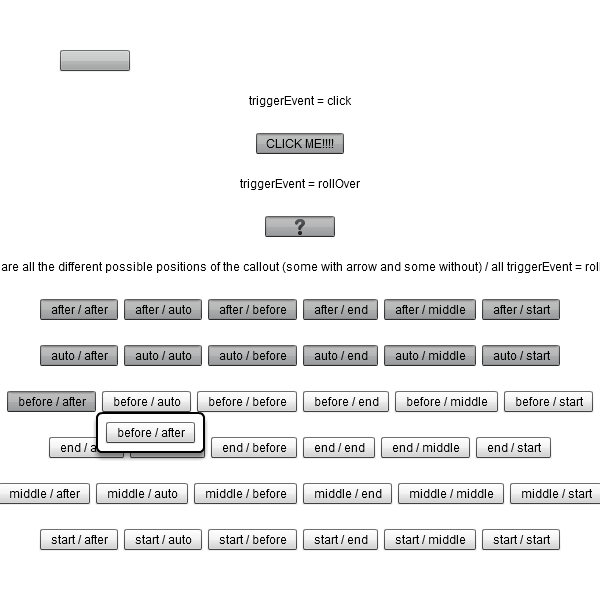 triggerEvent = click
CLICK ME!!!!
triggerEvent = rollOver
?
are all the different possible positions of the callout (some with arrow and some without) / all triggerEvent =
after / after after / auto after / before after / end after / middle after / start
auto / after auto / auto auto / before auto / end auto / middle auto / start
before / after before / auto before / before before / end before / middle before / start
before / after
end / end / before end / end end / middle end / start
middle / after middle / auto middle / before middle / end middle / middle middle / start
start / after start / auto start / before start / end start / middle start / start